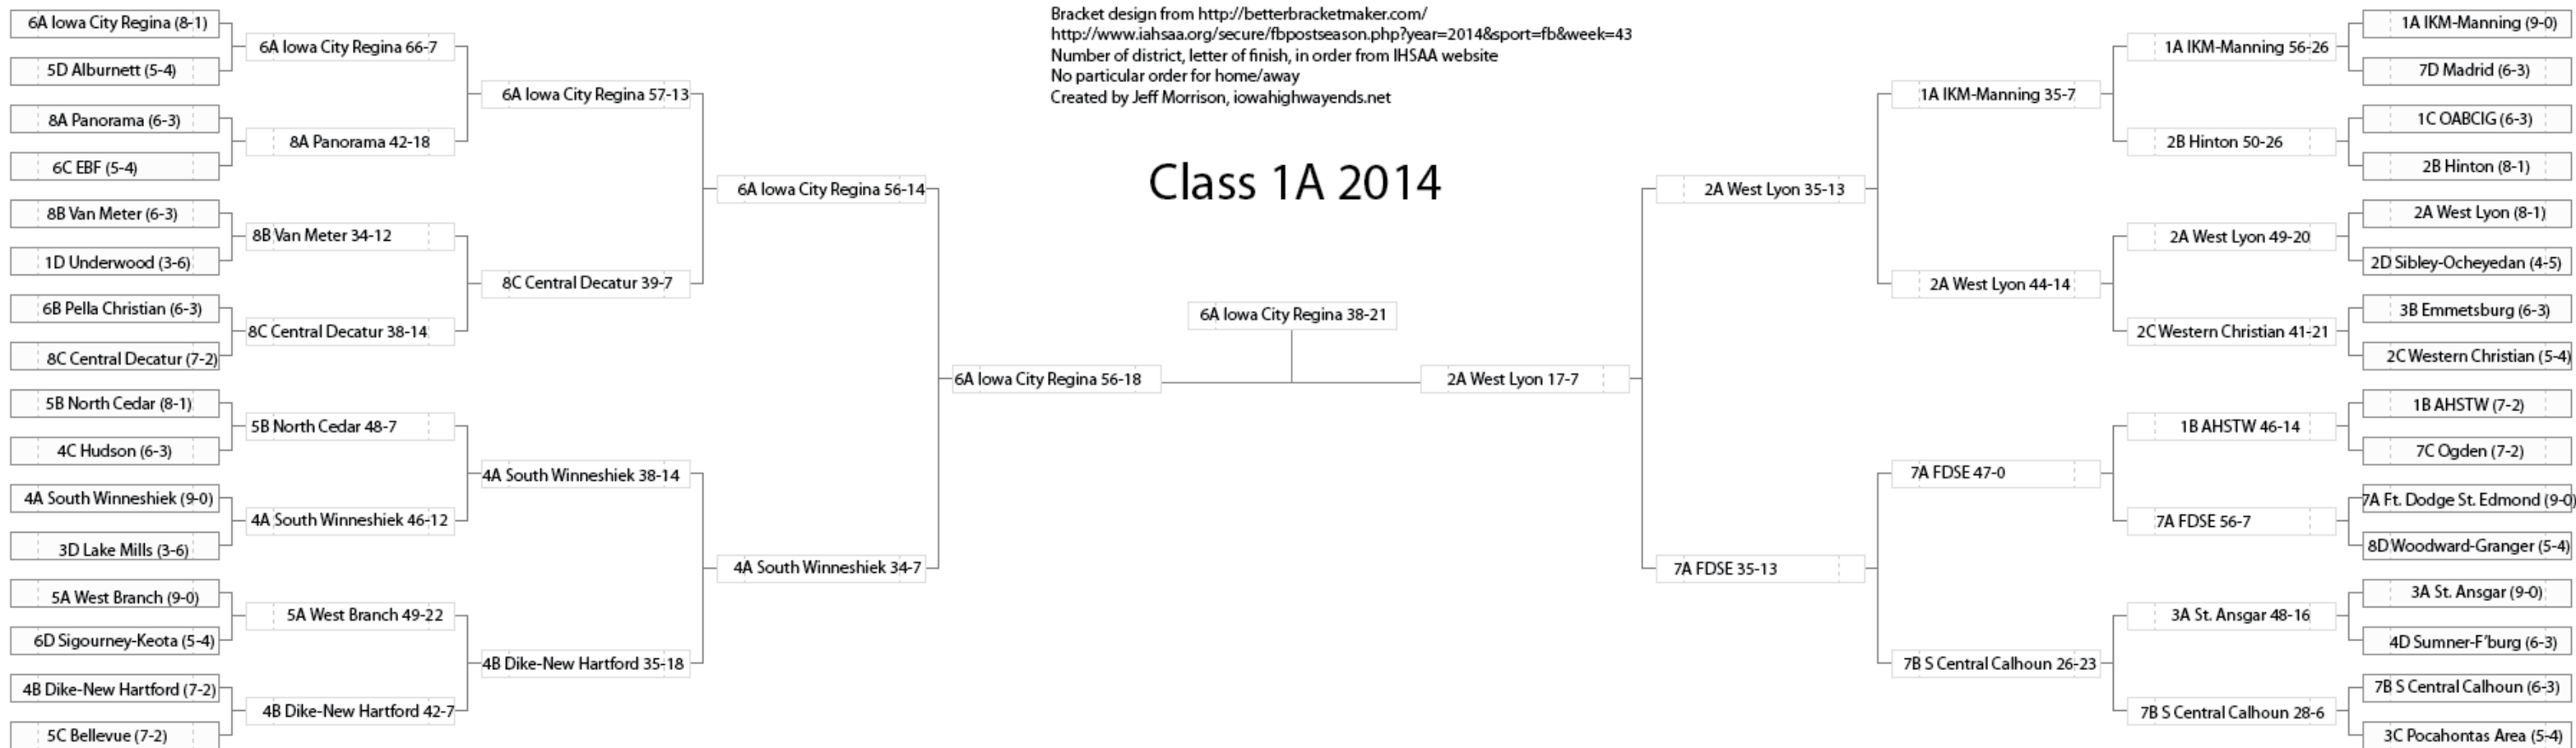 6A Iowa City Regina (8-1)
5D Alburnett (5-4)
8A Panorama (6-3)
6C EBF (5-4)
8B Van Meter (6-3)
1D Underwood (3-6)
6B Pella Christian (6-3)
8C Central Decatur (7-2)
5B North Cedar (8-1)
4C Hudson (6-3)
4A South Winneshiek (9-0)
3D Lake Mills (3-6)
5A West Branch (9-0)
6D Sigourney-Keota (5-4)
4B Dike-New Hartford (7-2)
5C Bellevue (7-2)
6A Iowa City Regina 66-7
8A Panorama 42-18
8B Van Meter 34-12
8C Central Decatur 38-14
5B North Cedar 48-7
4A South Winneshiek 46-12
5A West Branch 49-22
4B Dike-New Hartford 42-7
6A Iowa City Regina 57-13
8C Central Decatur 39-7
4A South Winneshiek 38-14
4B Dike-New Hartford 35-18
6A Iowa City Regina 56-14
4A South Winneshiek 34-7
6A Iowa City Regina 56-18
Bracket design from http://betterbracketmaker.com/
http://www.iahsaa.org/secure/fbpostseason.php?year=2014&sport=fb&week=43
Number of district, letter of finish, in order from IHSAA website
No particular order for home/away
Created by Jeff Morrison, iowahighwayends.net
Class 1A 2014
6A Iowa City Regina 38-21
2A West Lyon 17-7
2A West Lyon 35-13
7A FDSE 35-13
1A IKM-Manning 35-7
2A West Lyon 44-14
7A FDSE 47-0
7B S Central Calhoun 26-23
1A IKM-Manning 56-26
2B Hinton 50-26
2A West Lyon 49-20
2C Western Christian 41-21
1B AHSTW 46-14
7A FDSE 56-7
3A St. Ansgar 48-16
7B S Central Calhoun 28-6
1A IKM-Manning (9-0)
7D Madrid (6-3)
1C OABCIG (6-3)
2B Hinton (8-1)
2A West Lyon (8-1)
2D Sibley-Ocheyedan (4-5)
3B Emmetsburg (6-3)
2C Western Christian (5-4)
1B AHSTW (7-2)
7C Ogden (7-2)
7A Ft. Dodge St. Edmond (9-0)
8D Woodward-Granger (5-4)
3A St. Ansgar (9-0)
4D Sumner-F'burg (6-3)
7B S Central Calhoun (6-3)
3C Pocahontas Area (5-4)